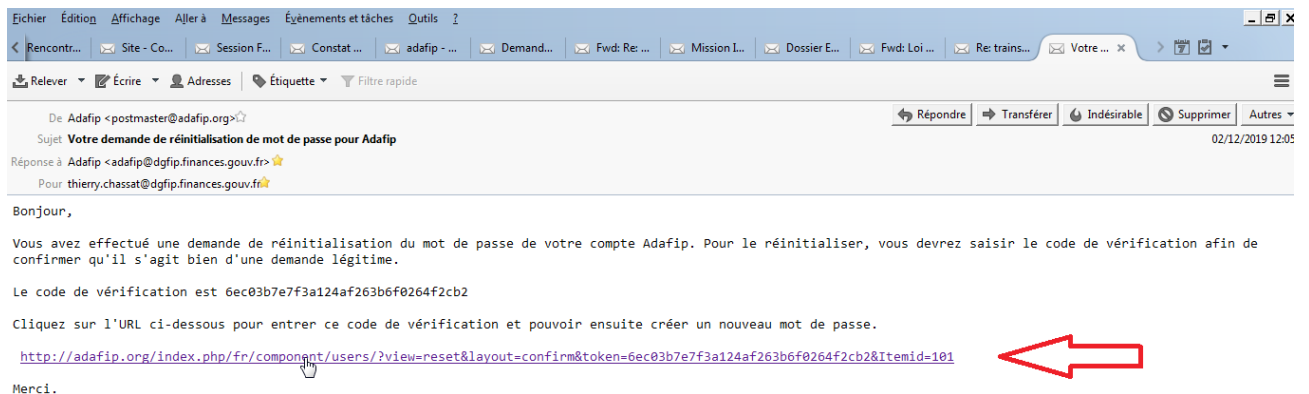 Fichier Édition Affichage Aller à Messages Évènements et tâches Outils ?
Rencontr... Site - Co... Session F... Constat ... adafip - ... Demand... Fwd: Re: ... Mission I... Dossier E... Fwd: Loi ... Re: trains... Votre ... ×
Relever Écrire Adresses Étiquette Filtre rapide
De Adafip <postmaster@adafip.org> Répondre Transférer Indésirable Supprimer Autres
Sujet Votre demande de réinitialisation de mot de passe pour Adafip 02/12/2019 12:05
Réponse à Adafip <adafip@dgfip.finances.gouv.fr>
Pour thierry.chassat@dgfip.finances.gouv.fr
Bonjour,
Vous avez effectué une demande de réinitialisation du mot de passe de votre compte Adafip. Pour le réinitialiser, vous devrez saisir le code de vérification afin de
confirmer qu'il s'agit bien d'une demande légitime.
Le code de vérification est 6ec03b7e7f3a124af263b6f0264f2cb2
Cliquez sur l'URL ci-dessous pour entrer ce code de vérification et pouvoir ensuite créer un nouveau mot de passe.
http://adafip.org/index.php/fr/component/users/?view=reset&layout=confirm&token=6ec03b7e7f3a124af263b6f0264f2cb2&Itemid=101
Merci.